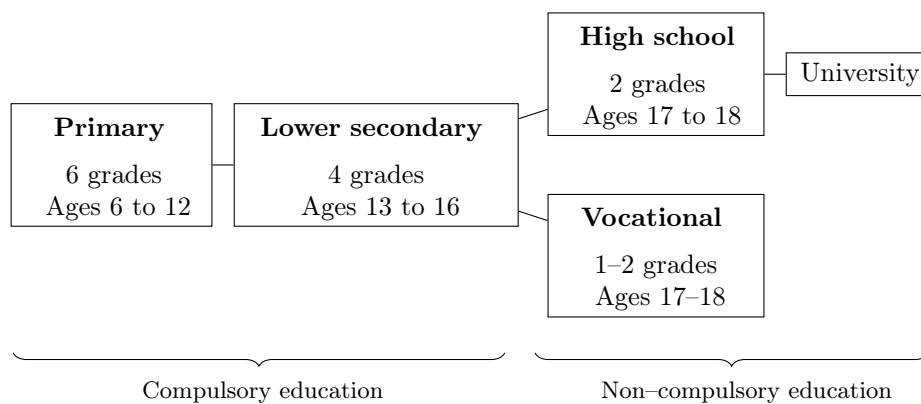 Primary
6 grades
Ages 6 to 12
Lower secondary
4 grades
Ages 13 to 16
High school
2 grades
Ages 17 to 18
University
Vocational
1–2 grades
Ages 17–18
Compulsory education
Non–compulsory education